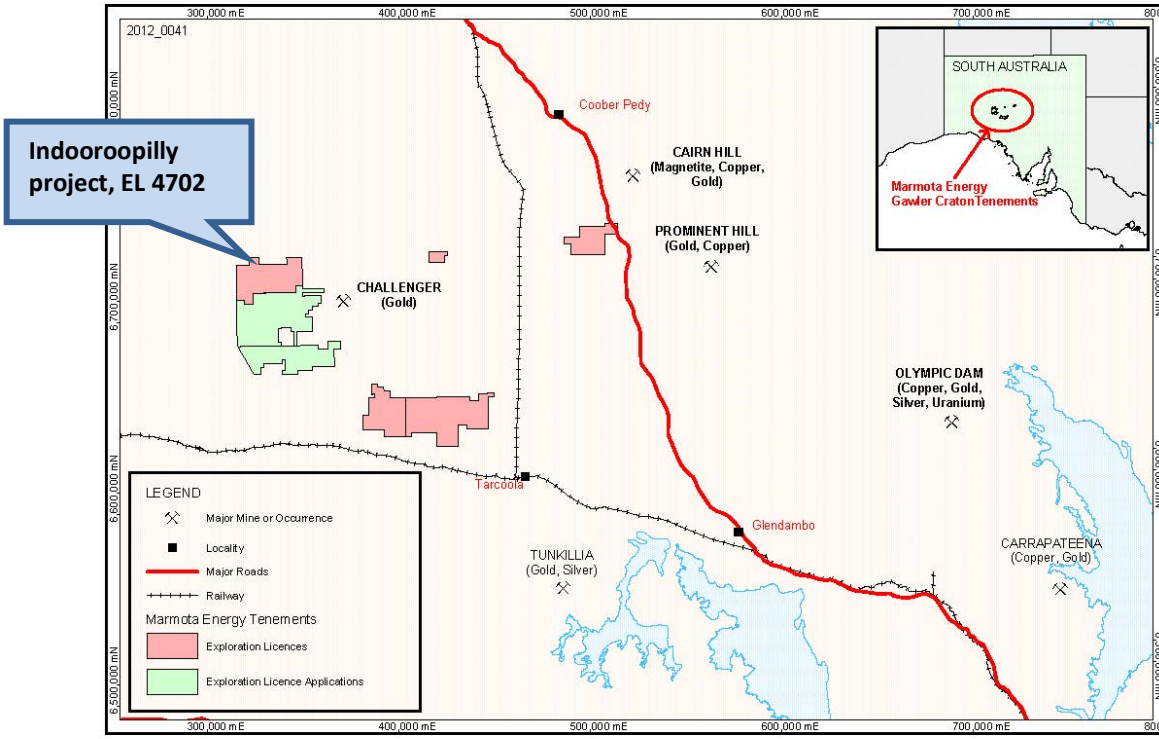 300,000 mE
400,000 mE
500,000 mE
600,000 mE
700,000 mE
2012_0041
SOUTH AUSTRALIA
Marmota Energy
Gawler CratonTenements
Coober Pedy
Indooroopilly
project, EL 4702
CAIRN HILL
(Magnetite, Copper,
Gold)
PROMINENT HILL
(Gold, Copper)
CHALLENGER
(Gold)
6,700,000 mN
OLYMPIC DAM
(Copper, Gold,
Silver, Uranium)
6,600,000 mN
Tarcoola
Glendambo
TUNKILLIA
(Gold, Silver)
CARRAPATEENA
(Copper, Gold)
LEGEND
Major Mine or Occurrence
Locality
Major Roads
Railway
Marmota Energy Tenements
Exploration Licences
Exploration Licence Applications
6,500,000 mN
300,000 mE
400,000 mE
500,000 mE
600,000 mE
700,000 mE